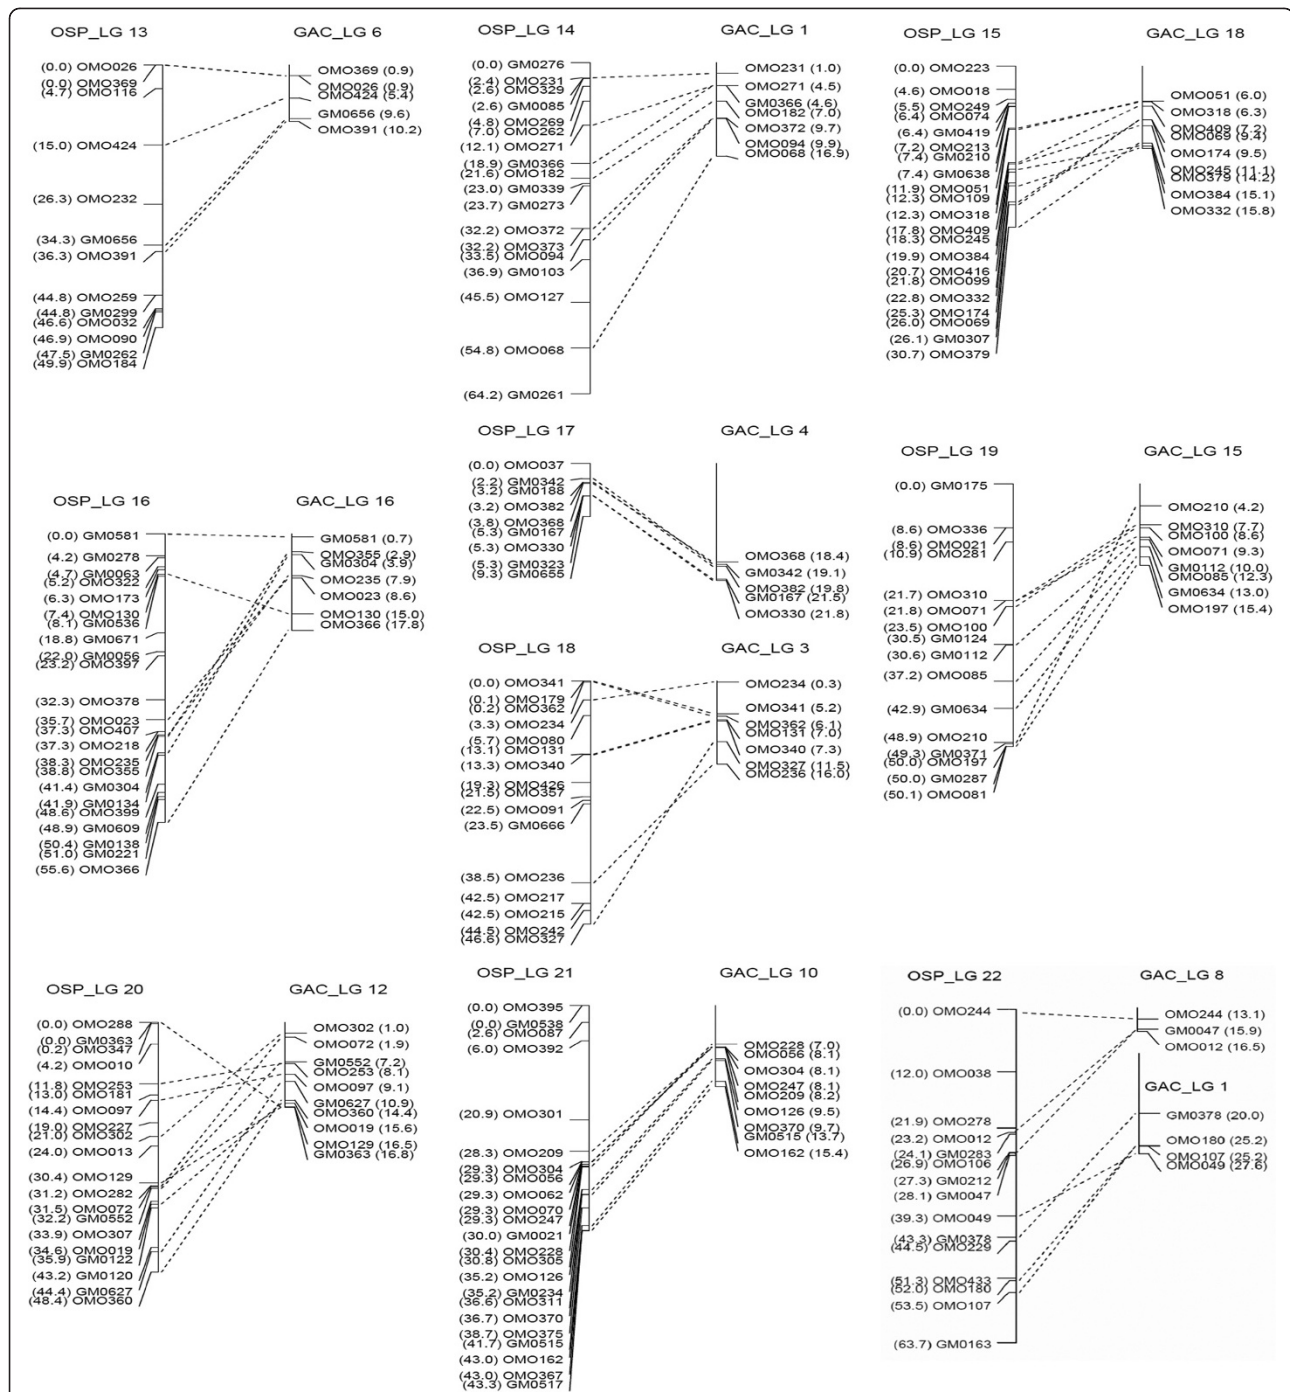 OSP_LG 13
GAC_LG 6
(0.0) OMO026
(0.0) OMO369
(4.7) OMO116
(15.0) OMO424
(26.3) OMO232
(34.3) GM0656
(36.3) OMO391
(44.8) OMO259
(44.8) GM0299
(46.6) OMO032
(46.9) OMO090
(47.5) GM0262
(49.9) OMO184
OMO369 (0.9)
OMO026 (0.9)
OMO424 (5.4)
GM0656 (9.6)
OMO391 (10.2)
OSP_LG 14
GAC_LG 1
(0.0) GM0276
(2.4) OMO231
(2.6) OMO329
(2.6) GM0085
(4.8) OMO269
(7.0) OMO262
(12.1) OMO271
(18.9) GM0366
(21.6) OMO182
(23.0) GM0339
(23.7) GM0273
(32.2) OMO372
(32.2) OMO373
(33.5) OMO094
(36.9) GM0103
(45.5) OMO127
(54.8) OMO068
(64.2) GM0261
OMO231 (1.0)
OMO271 (4.5)
GM0366 (4.6)
OMO182 (7.0)
OMO372 (9.7)
OMO094 (9.9)
OMO068 (16.9)
OSP_LG 15
GAC_LG 18
(0.0) OMO223
(4.6) OMO018
(5.5) OMO249
(6.4) OMO074
(6.4) GM0419
(7.2) OMO213
(7.4) GM0210
(7.4) GM0638
(11.9) OMO051
(12.3) OMO109
(12.3) OMO318
(17.8) OMO409
(18.3) OMO245
(19.9) OMO384
(20.7) OMO416
(21.8) OMO099
(22.8) OMO332
(25.3) OMO174
(26.0) OMO069
(26.1) GM0307
(30.7) OMO379
OMO051 (6.0)
OMO318 (6.3)
OMO409 (7.2)
OMO069 (9.4)
OMO174 (9.5)
OMO245 (11.1)
OMO379 (14.2)
OMO384 (15.1)
OMO332 (15.8)
OSP_LG 16
GAC_LG 16
(0.0) GM0581
(4.2) GM0278
(4.7) GM0063
(5.2) OMO322
(6.3) OMO173
(7.4) OMO130
(8.1) GM0536
(18.8) GM0671
(22.0) GM0056
(23.2) OMO397
(32.3) OMO378
(35.7) OMO023
(37.3) OMO407
(37.3) OMO218
(38.3) OMO235
(38.8) OMO355
(41.4) GM0304
(41.9) GM0134
(48.6) OMO399
(48.9) GM0609
(50.4) GM0138
(51.0) GM0221
(55.6) OMO366
GM0581 (0.7)
OMO355 (2.9)
GM0304 (3.9)
OMO235 (7.9)
OMO023 (8.6)
OMO130 (15.0)
OMO366 (17.8)
OSP_LG 17
GAC_LG 4
(0.0) OMO037
(2.2) GM0342
(3.2) GM0188
(3.2) OMO382
(3.8) OMO368
(5.3) GM0167
(5.3) OMO330
(5.3) GM0323
(9.3) GM0655
OMO368 (18.4)
GM0342 (19.1)
OMO382 (19.8)
GM0167 (21.5)
OMO330 (21.8)
OSP_LG 18
GAC_LG 3
(0.0) OMO341
(0.1) OMO179
(0.2) OMO362
(3.3) OMO234
(5.7) OMO080
(13.1) OMO131
(13.3) OMO340
(19.3) OMO426
(21.5) OMO357
(22.5) OMO091
(23.5) GM0666
(38.5) OMO236
(42.5) OMO217
(42.5) OMO215
(44.5) OMO242
(46.6) OMO327
OMO234 (0.3)
OMO341 (5.2)
OMO362 (6.1)
OMO131 (7.0)
OMO340 (7.3)
OMO327 (11.5)
OMO236 (16.0)
OSP_LG 19
GAC_LG 15
(0.0) GM0175
(8.6) OMO336
(8.6) OMO021
(10.9) OMO281
(21.7) OMO310
(21.8) OMO071
(23.5) OMO100
(30.5) GM0124
(30.6) GM0112
(37.2) OMO085
(42.9) GM0634
(48.9) OMO210
(49.3) GM0371
(50.0) OMO197
(50.0) GM0287
(50.1) OMO081
OMO210 (4.2)
OMO310 (7.7)
OMO100 (8.6)
OMO071 (9.3)
GM0112 (10.0)
OMO085 (12.3)
GM0634 (13.0)
OMO197 (15.4)
OSP_LG 20
GAC_LG 12
(0.0) OMO288
(0.0) GM0363
(0.2) OMO347
(4.2) OMO010
(11.8) OMO253
(13.0) OMO181
(14.4) OMO097
(19.0) OMO227
(21.0) OMO302
(24.0) OMO013
(30.4) OMO129
(31.2) OMO282
(31.5) OMO072
(32.2) GM0552
(33.9) OMO307
(34.6) OMO019
(35.9) GM0122
(43.2) GM0120
(44.4) GM0627
(48.4) OMO360
OMO302 (1.0)
OMO072 (1.9)
GM0552 (7.2)
OMO253 (8.1)
OMO097 (9.1)
GM0627 (10.9)
OMO360 (14.4)
OMO019 (15.6)
OMO129 (16.5)
GM0363 (16.8)
OSP_LG 21
GAC_LG 10
(0.0) OMO395
(0.0) GM0538
(2.6) OMO087
(6.0) OMO392
(20.9) OMO301
(28.3) OMO209
(29.3) OMO304
(29.3) OMO056
(29.3) OMO062
(29.3) OMO070
(29.3) OMO247
(30.0) GM0021
(30.4) OMO228
(30.8) OMO305
(35.2) OMO126
(35.2) GM0234
(36.6) OMO311
(36.7) OMO370
(38.7) OMO375
(41.7) GM0515
(43.0) OMO162
(43.0) OMO367
(43.3) GM0517
OMO228 (7.0)
OMO056 (8.1)
OMO304 (8.1)
OMO247 (8.1)
OMO209 (8.2)
OMO126 (9.5)
OMO370 (9.7)
GM0515 (13.7)
OMO162 (15.4)
OSP_LG 22
GAC_LG 8
(0.0) OMO244
(12.0) OMO038
(21.9) OMO278
(23.2) OMO012
(24.1) GM0283
(26.9) OMO106
(27.3) GM0212
(28.1) GM0047
(39.3) OMO049
(43.3) GM0378
(44.5) OMO229
(51.3) OMO433
(52.0) OMO180
(53.5) OMO107
(63.7) GM0163
OMO244 (13.1)
GM0047 (15.9)
OMO012 (16.5)
GAC_LG 1
GM0378 (20.0)
OMO180 (25.2)
OMO107 (25.2)
OMO049 (27.6)